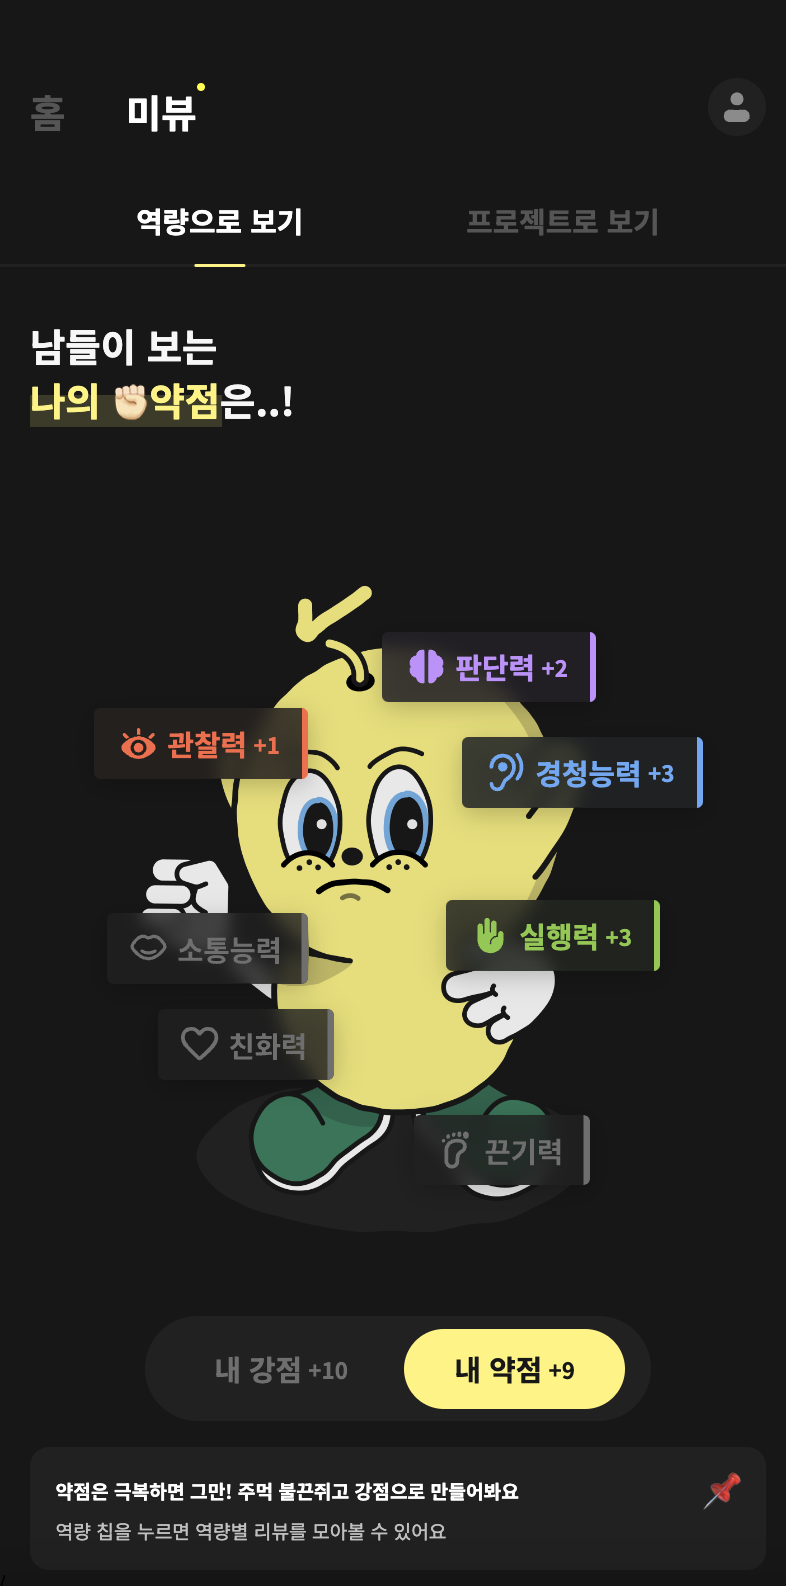 홈 미뷰
역량으로 보기 프로젝트로 보기
남들이 보는
나의 ✊🏻약점은..!
판단력 +2
관찰력 +1
경청능력 +3
소통능력
실행력 +3
친화력
끈기력
내 강점 +10 내 약점 +9
약점은 극복하면 그만! 주먹 불끈쥐고 강점으로 만들어봐요
역량 칩을 누르면 역량별 리뷰를 모아볼 수 있어요